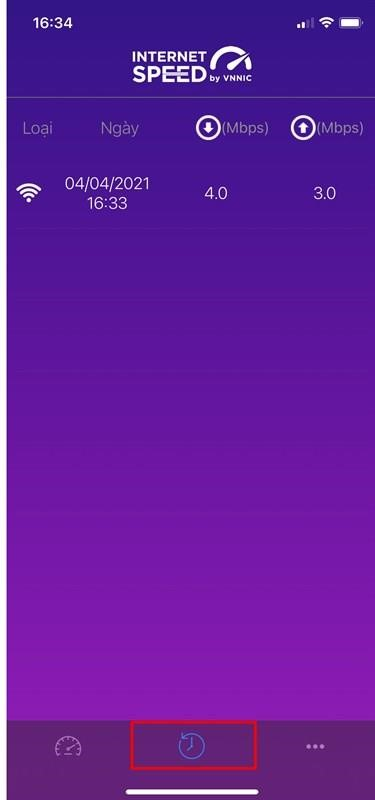 16:34
INTERNET
SPEED by VNNIC
Loại Ngày (Mbps) (Mbps)
04/04/2021
16:33
4.0 3.0